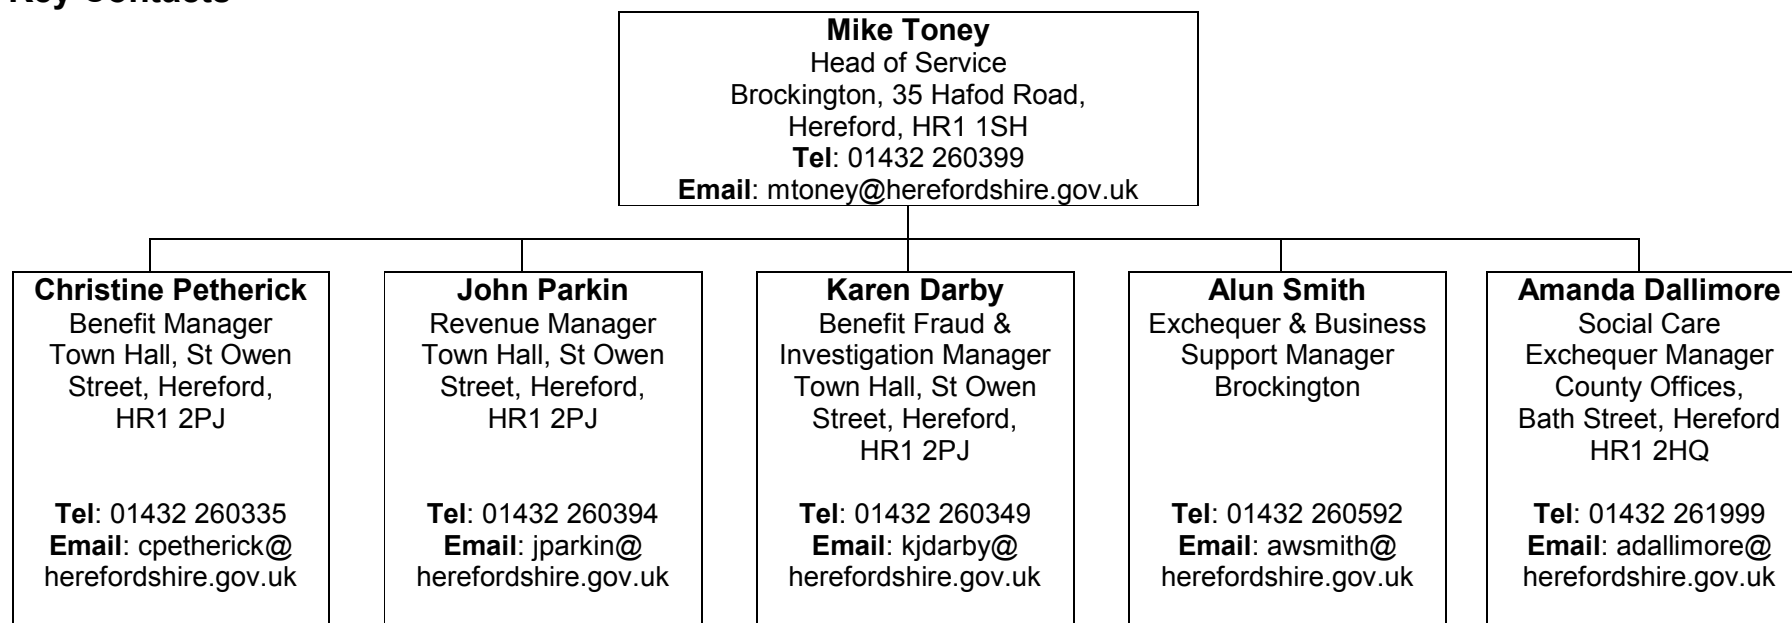 Key Contacts
Mike Toney
Head of Service
Brockington, 35 Hafod Road,
Hereford, HR1 1SH
Tel: 01432 260399
Email: mtoney@herefordshire.gov.uk
Christine Petherick
Benefit Manager
Town Hall, St Owen
Street, Hereford,
HR1 2PJ
Tel: 01432 260335
Email: cpetherick@
herefordshire.gov.uk
John Parkin
Revenue Manager
Town Hall, St Owen
Street, Hereford,
HR1 2PJ
Tel: 01432 260394
Email: jparkin@
herefordshire.gov.uk
Karen Darby
Benefit Fraud &
Investigation Manager
Town Hall, St Owen
Street, Hereford,
HR1 2PJ
Tel: 01432 260349
Email: kjdarby@
herefordshire.gov.uk
Alun Smith
Exchequer & Business
Support Manager
Brockington
Tel: 01432 260592
Email: awsmith@
herefordshire.gov.uk
Amanda Dallimore
Social Care
Exchequer Manager
County Offices,
Bath Street, Hereford
HR1 2HQ
Tel: 01432 261999
Email: adallimore@
herefordshire.gov.uk